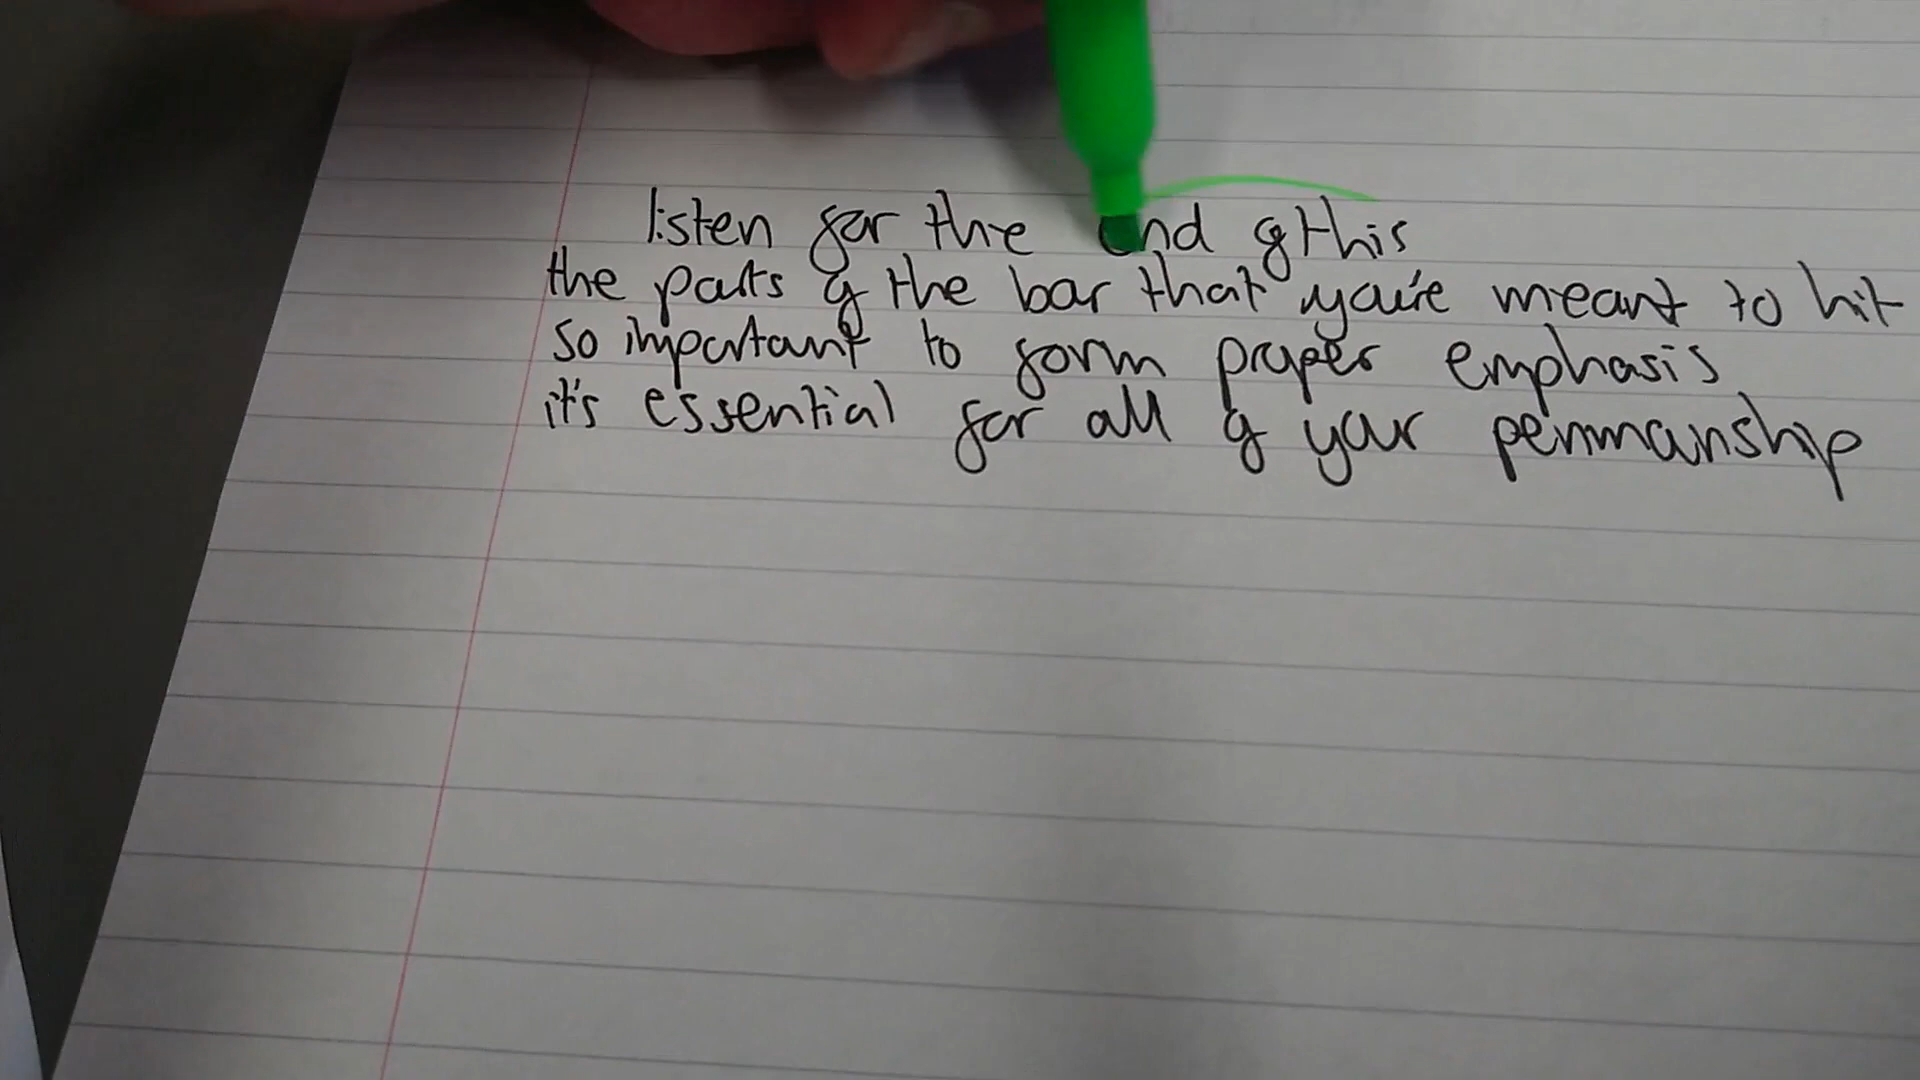 listen for the end of this
the parts of the bar that you're meant to hit
so important to form proper emphasis
it's essential for all of your penmanship